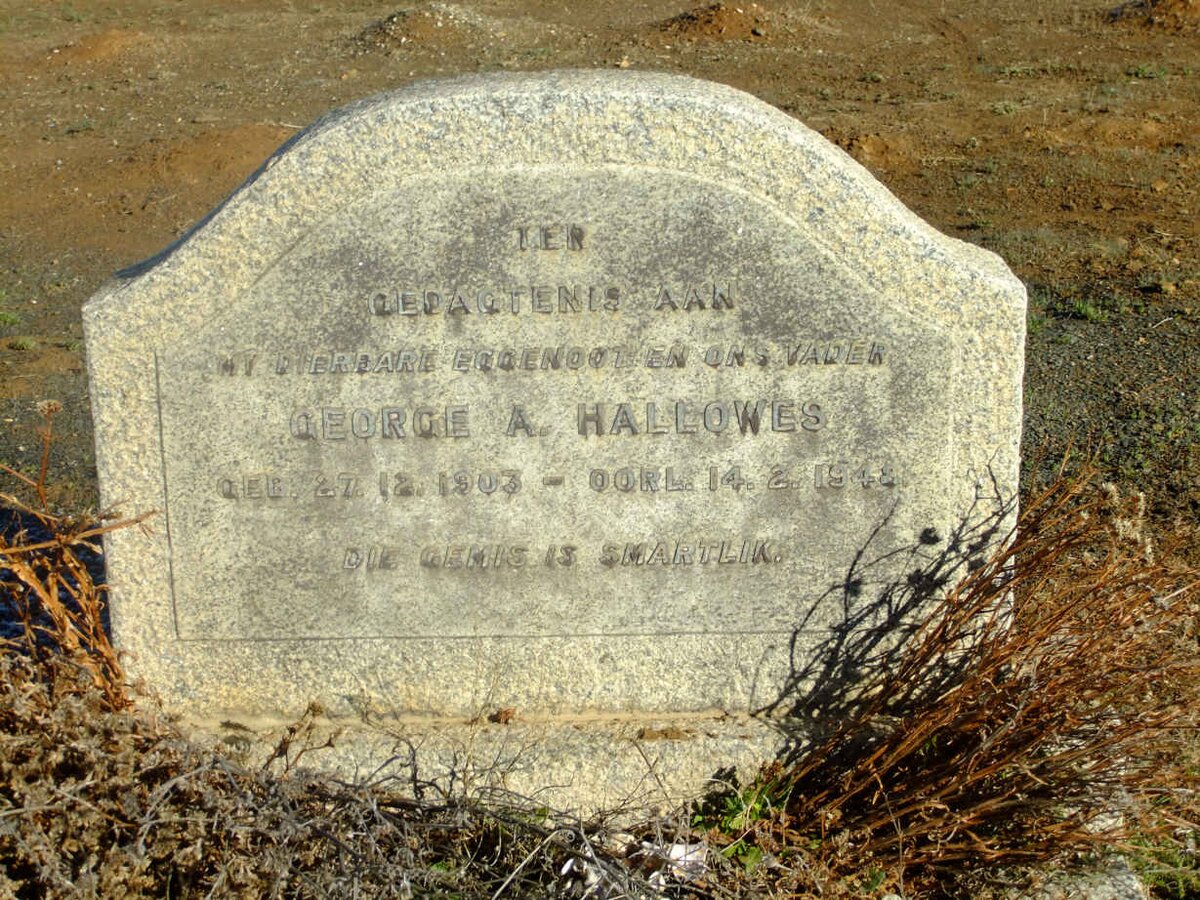 TER
GEDAGTENIS AAN
MY DIERBARE EGGENOOT EN ONS VADER
GEORGE A. HALLOWES
GEB. 27. 12. 1903 – OORL. 14. 2. 1948
DIE GEMIS IS SMARTLIK.